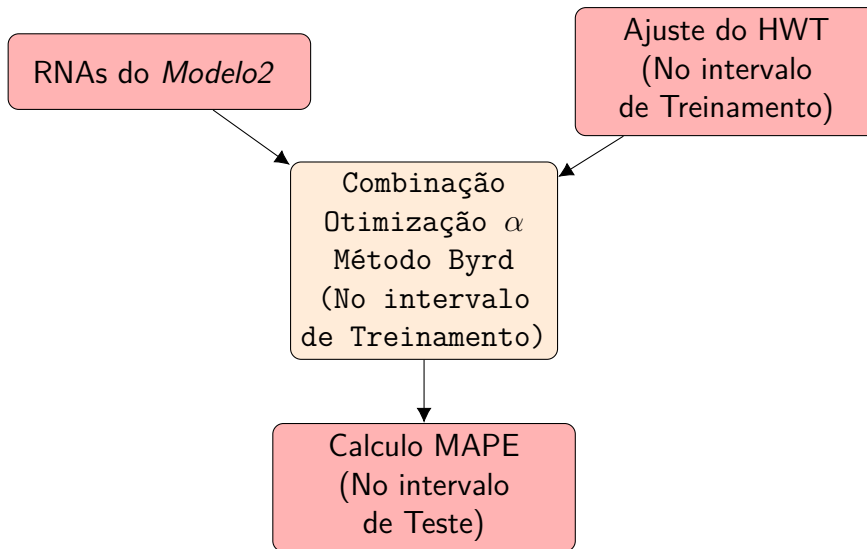 RNAs do Modelo2
Ajuste do HWT
(No intervalo
de Treinamento)
Combinação
Otimização α
Método Byrd
(No intervalo
de Treinamento)
Calculo MAPE
(No intervalo
de Teste)